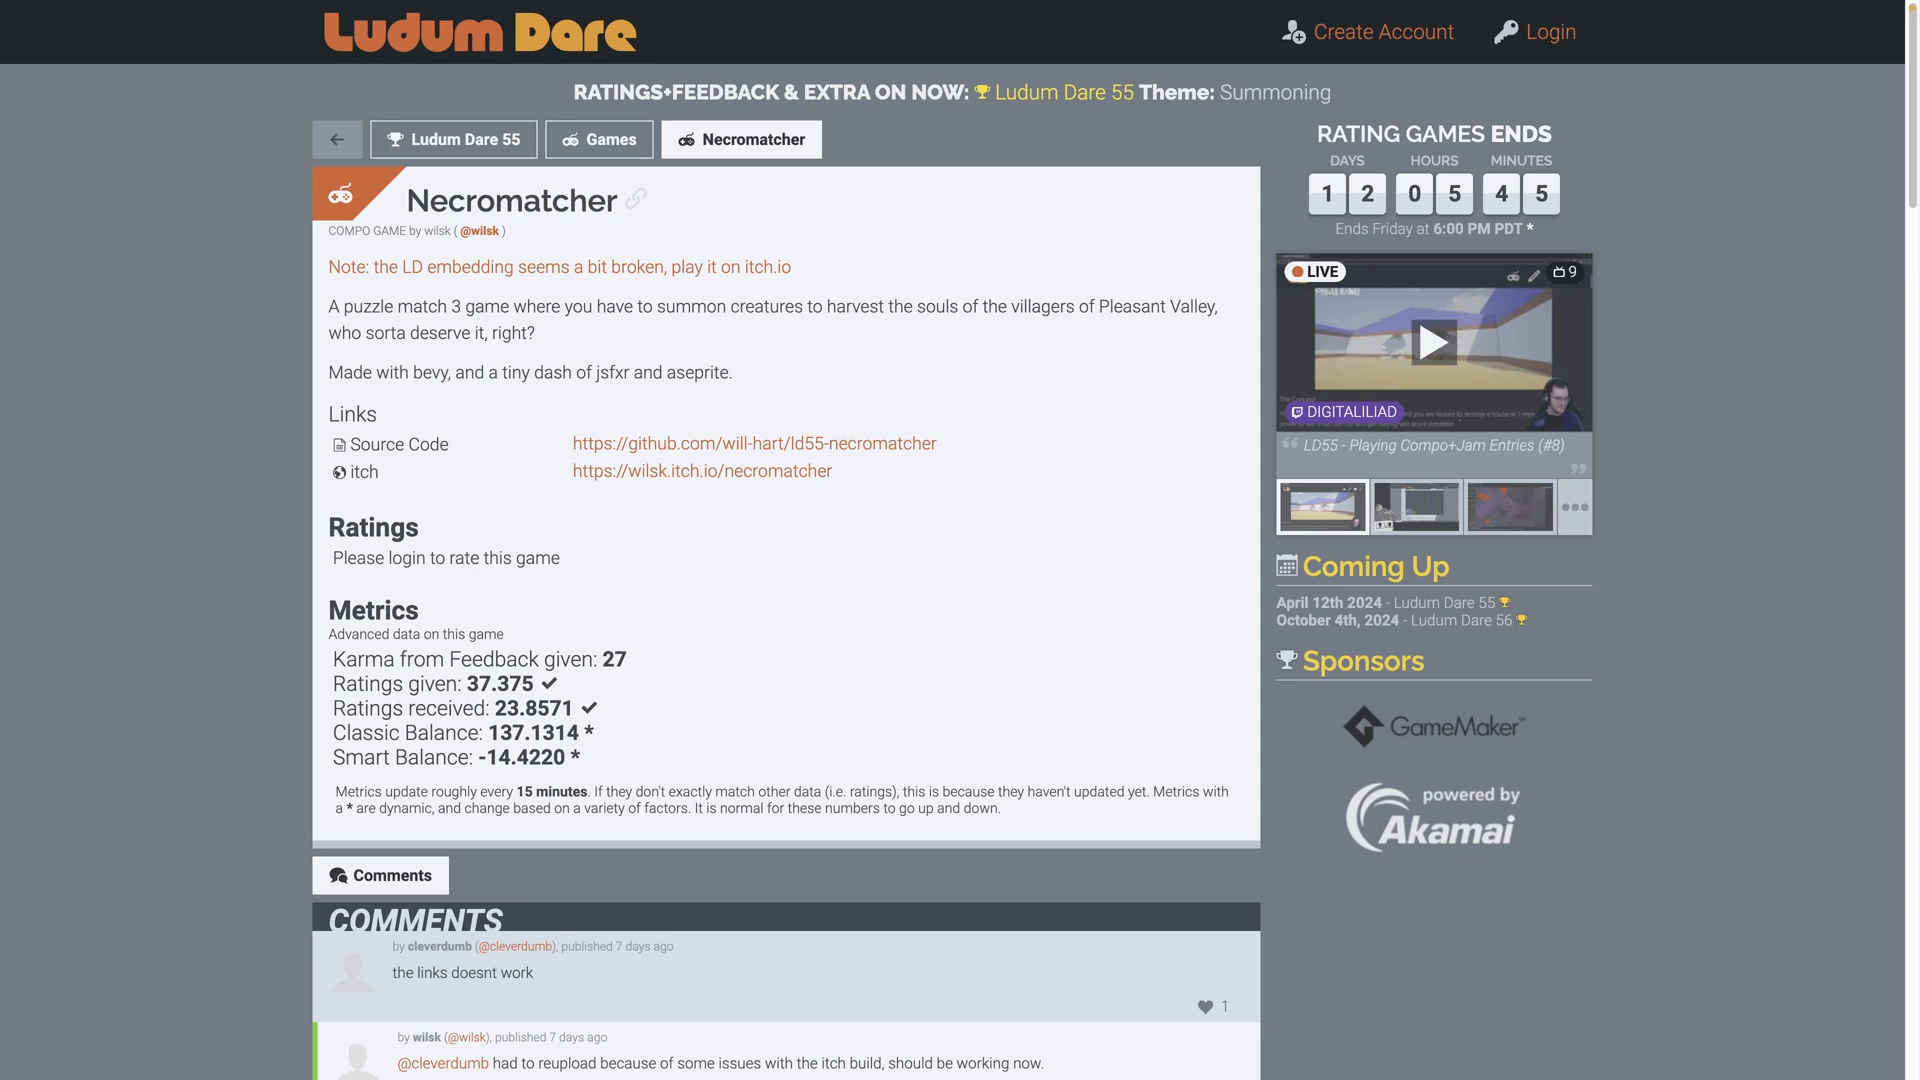 Ludum Dare
Create Account
Login
RATINGS+FEEDBACK & EXTRA ON NOW: Ludum Dare 55 Theme: Summoning
Ludum Dare 55
Games
Necromatcher
Necromatcher
COMPO GAME by wilsk ( @wilsk )
Note: the LD embedding seems a bit broken, play it on itch.io
A puzzle match 3 game where you have to summon creatures to harvest the souls of the villagers of Pleasant Valley,
who sorta deserve it, right?
Made with bevy, and a tiny dash of jsfxr and aseprite.
Links
Source Code https://github.com/will-hart/ld55-necromatcher
itch https://wilsk.itch.io/necromatcher
Ratings
Please login to rate this game
Metrics
Advanced data on this game
Karma from Feedback given: 27
Ratings given: 37.375 ✔
Ratings received: 23.8571 ✔
Classic Balance: 137.1314 *
Smart Balance: -14.4220 *
Metrics update roughly every 15 minutes. If they don't exactly match other data (i.e. ratings), this is because they haven't updated yet. Metrics with
a * are dynamic, and change based on a variety of factors. It is normal for these numbers to go up and down.
Comments
COMMENTS
by cleverdumb (@cleverdumb), published 7 days ago
the links doesnt work
1
by wilsk (@wilsk), published 7 days ago
@cleverdumb had to reupload because of some issues with the itch build, should be working now.
RATING GAMES ENDS
DAYS HOURS MINUTES
1 2 0 5 4 5
Ends Friday at 6:00 PM PDT *
LIVE
9
The Concept
DIGITALILIAD
LD55 - Playing Compo+Jam Entries (#8)
Coming Up
April 12th 2024 - Ludum Dare 55
October 4th, 2024 - Ludum Dare 56
Sponsors
GameMaker™
powered by
Akamai